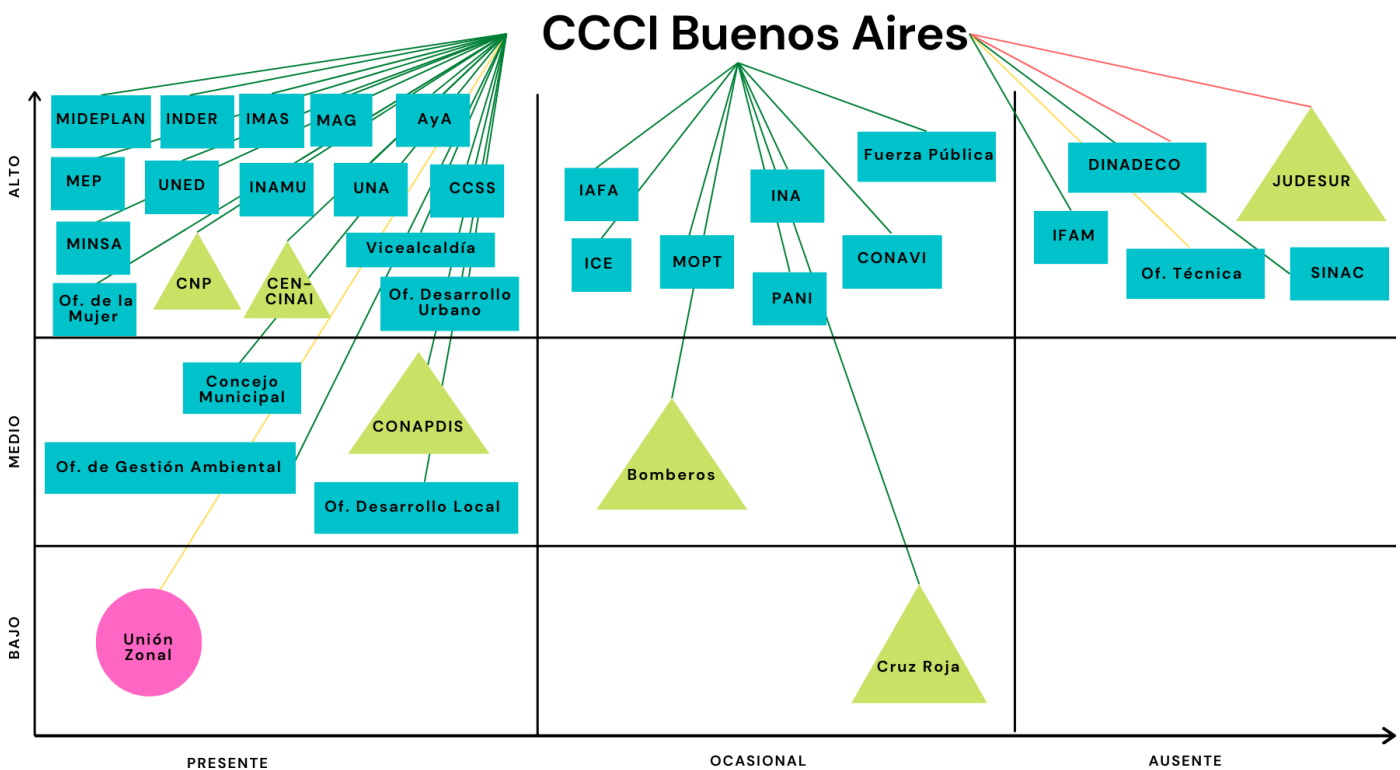 CCCI Buenos Aires
ALTO
MIDEPLAN
INDER
IMAS
MAG
AyA
MEP
UNED
INAMU
UNA
CCSS
MINSA
CNP
CEN-
CINAI
Vicealcaldía
Of. de la
Mujer
Of. Desarrollo
Urbano
IAFA
INA
Fuerza Pública
ICE
MOPT
PANI
CONAVI
DINADECO
JUDESUR
IFAM
Of. Técnica
SINAC
MEDIO
Concejo
Municipal
CONAPDIS
Of. de Gestión Ambiental
Of. Desarrollo Local
Bomberos
BAJO
Unión
Zonal
Cruz Roja
PRESENTE
OCASIONAL
AUSENTE